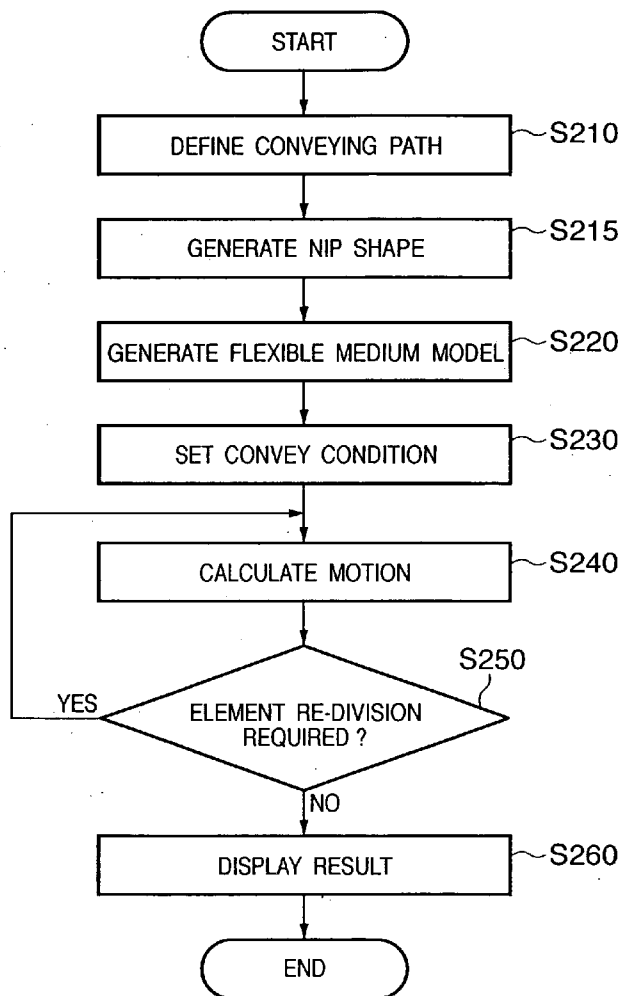 START
DEFINE CONVEYING PATH
S210
GENERATE NIP SHAPE
S215
GENERATE FLEXIBLE MEDIUM MODEL
S220
SET CONVEY CONDITION
S230
CALCULATE MOTION
S240
S250
YES
ELEMENT RE-DIVISION
REQUIRED ?
NO
DISPLAY RESULT
S260
END